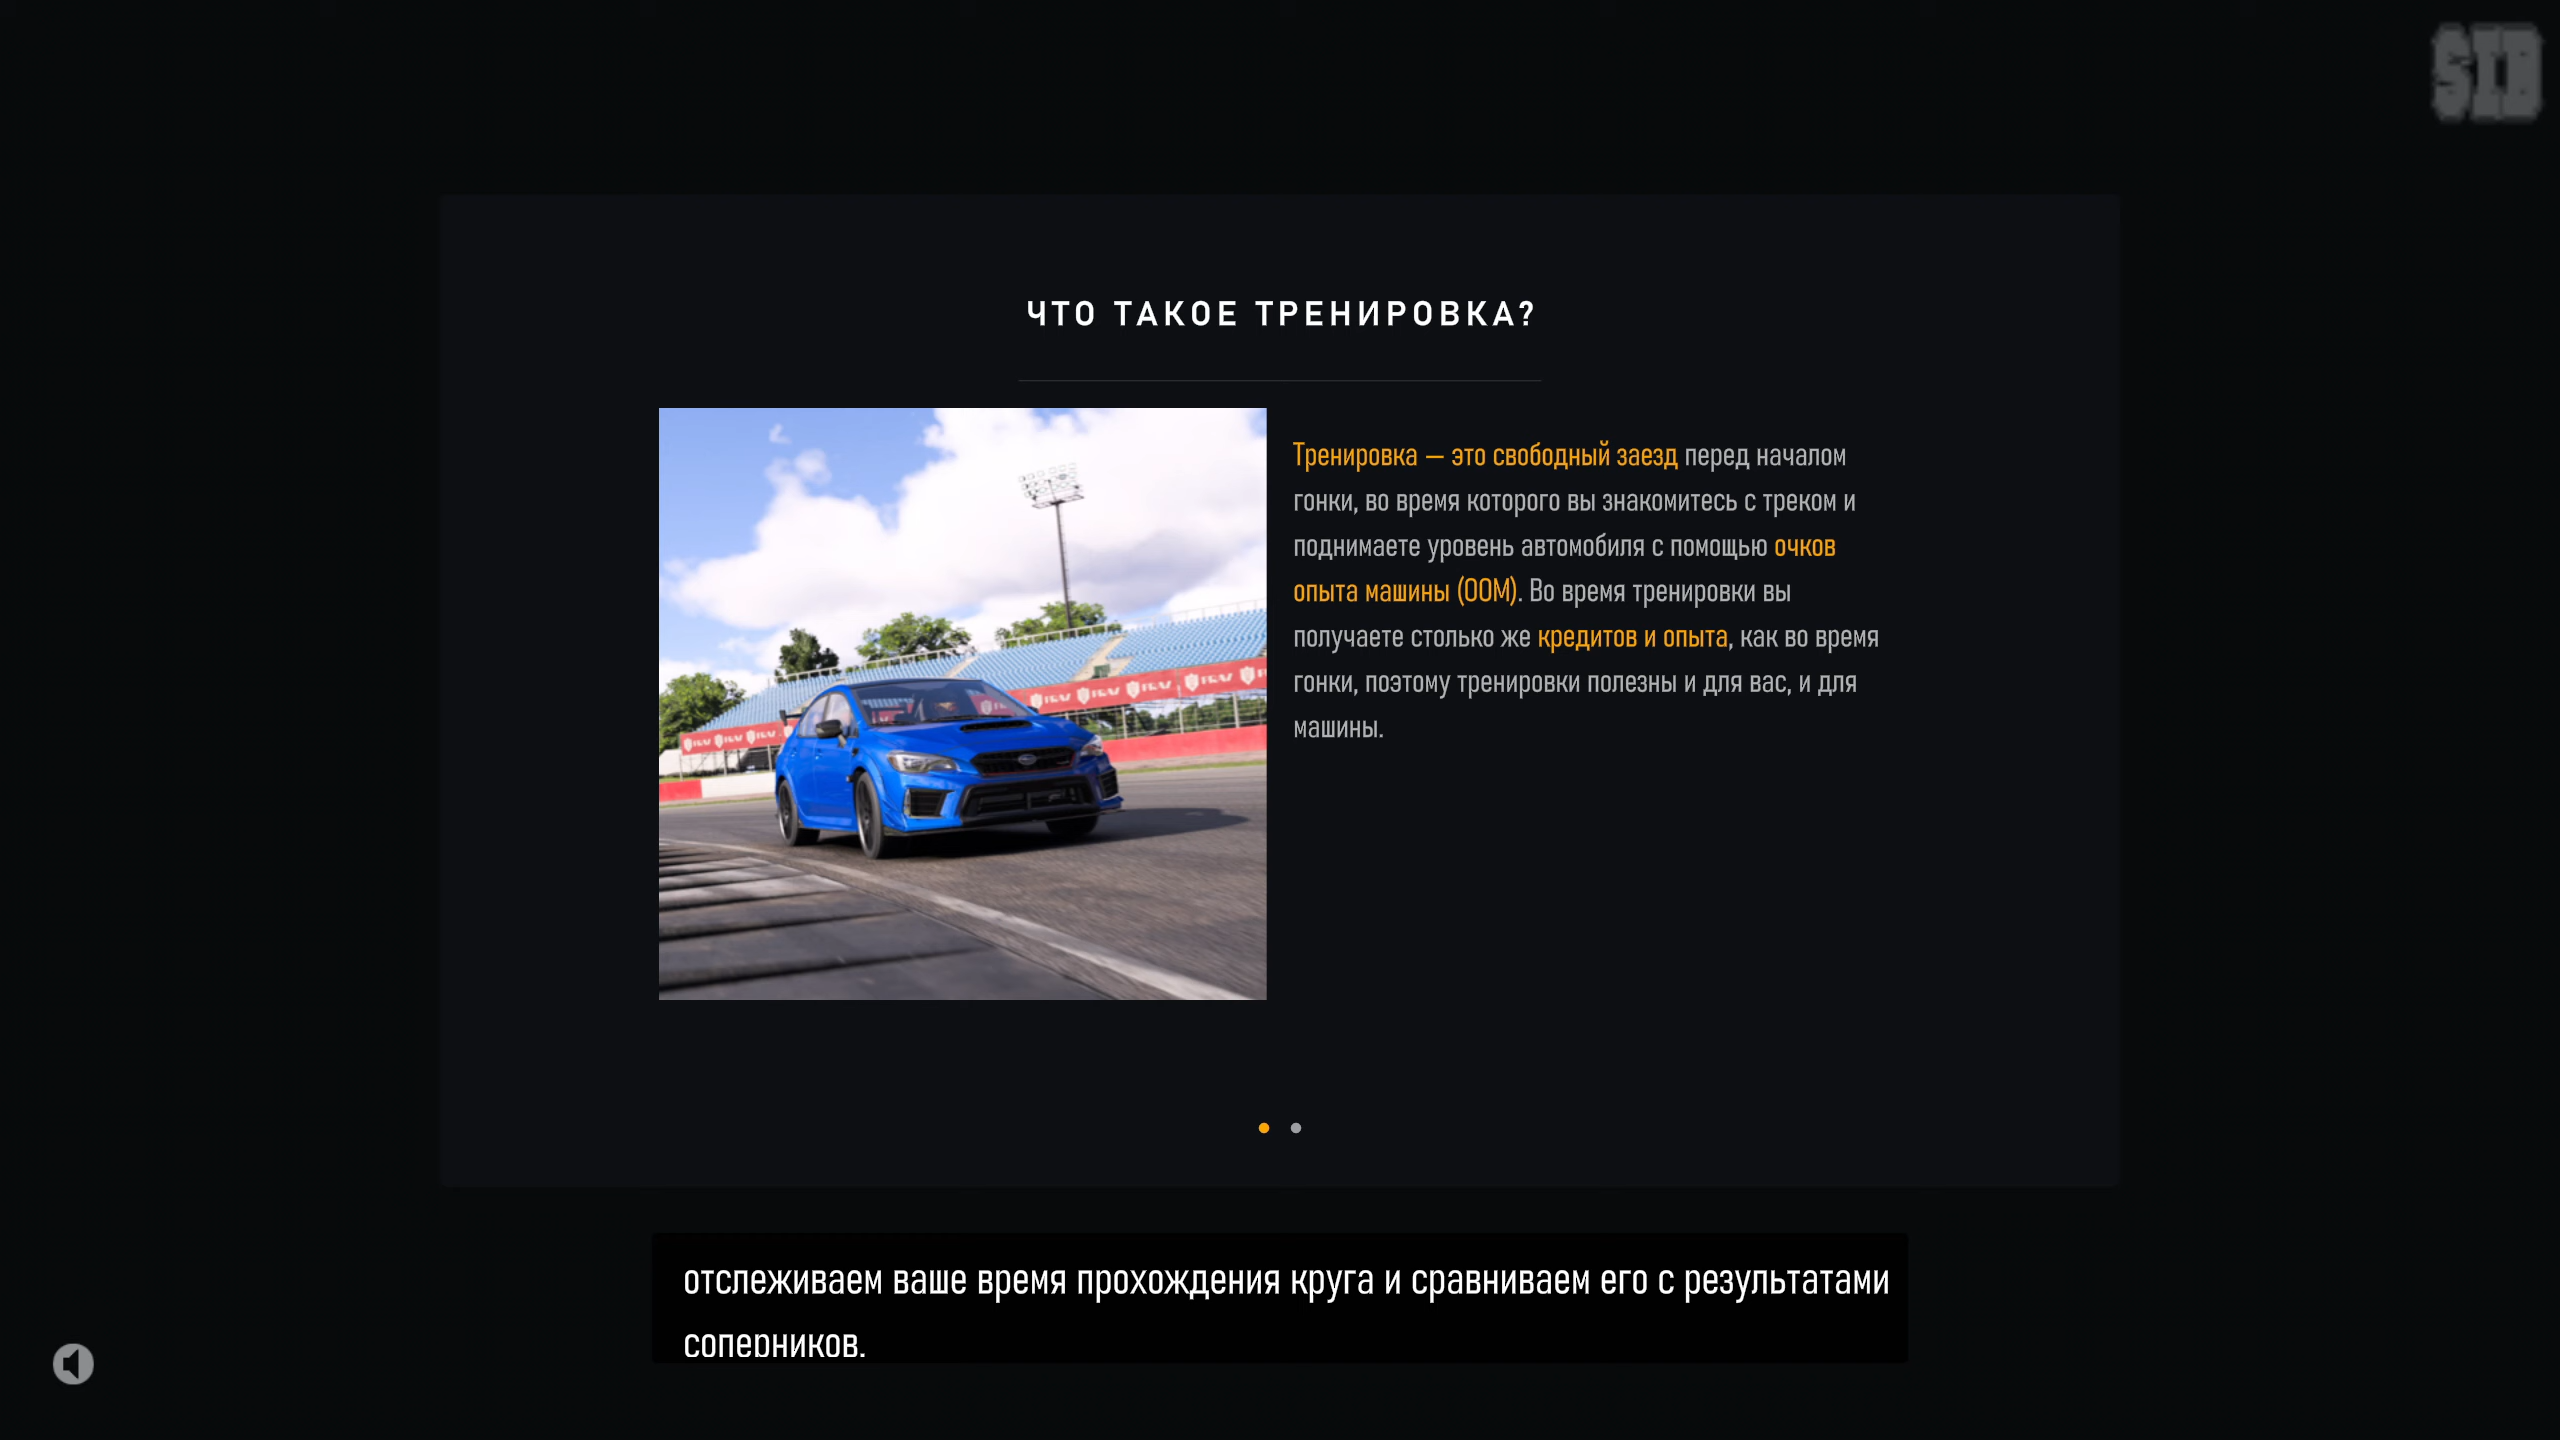 SIB
ЧТО ТАКОЕ ТРЕНИРОВКА?
Тренировка — это свободный заезд перед началом
гонки, во время которого вы знакомитесь с треком и
поднимаете уровень автомобиля с помощью очков
опыта машины (ООМ). Во время тренировки вы
получаете столько же кредитов и опыта, как во время
гонки, поэтому тренировки полезны и для вас, и для
машины.
отслеживаем ваше время прохождения круга и сравниваем его с результатами
соперников.